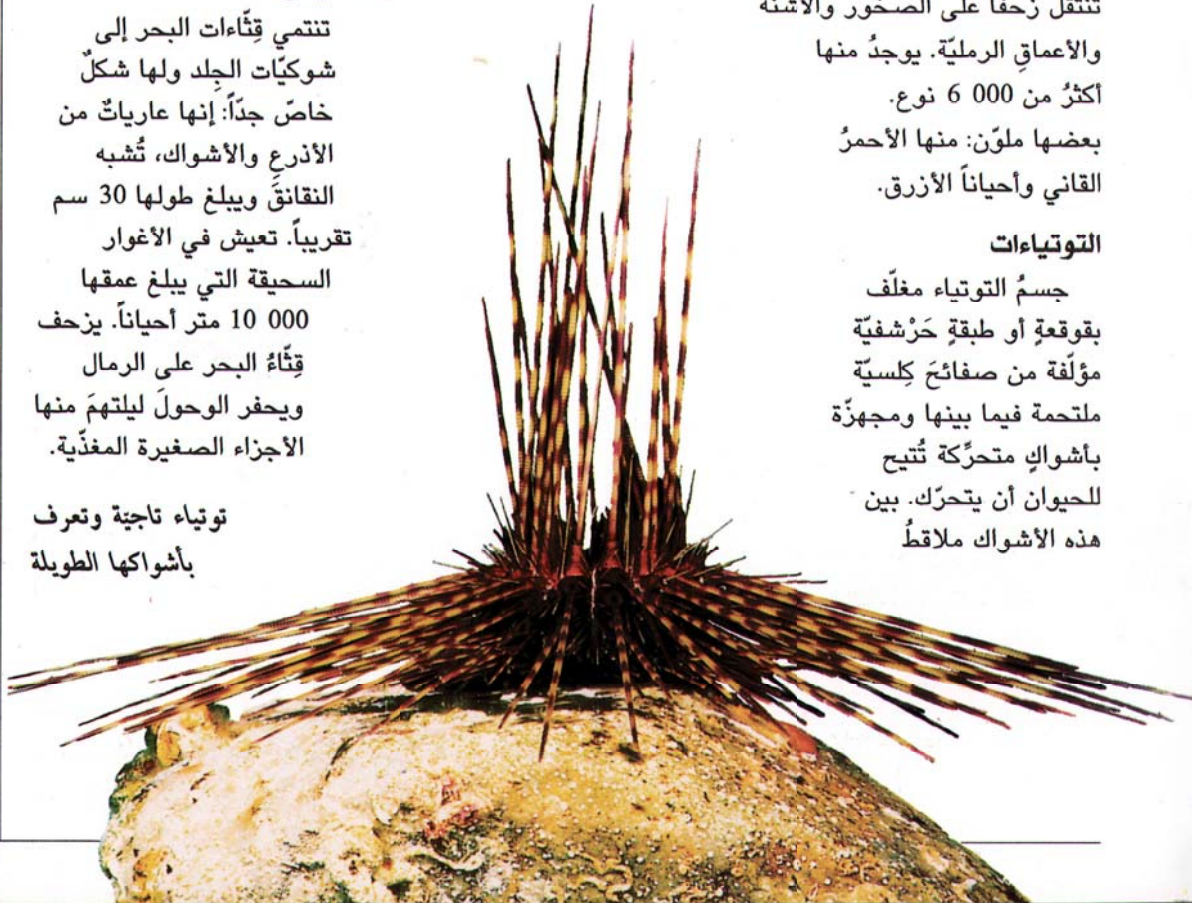 تنتقل زحفاً على الصخور والأشنة
والأعماقِ الرمليّة. يوجدُ منها
أكثرُ من 000 6 نوع.
بعضها ملوّن: منها الأحمرُ
القاني وأحياناً الأزرق.
التوتياءات
جسمُ التوتياء مغلّف
بقوقعةٍ أو طبقةٍ حَرْشفيّة
مؤلّفة من صفائحَ كِلسيّة
ملتحمة فيما بينها ومجهزّة
بأشواكٍ متحرِّكة تُتيح
للحيوان أن يتحرّك. بين
هذه الأشواك ملاقطُ
تنتمي قِثّاءات البحر إلى
شوكيّات الجِلد ولها شكلٌ
خاصّ جدّاً: إنها عارياتٌ من
الأذرعِ والأشواك، تُشبه
النقانقَ ويبلغ طولها 30 سم
تقريباً. تعيش في الأغوار
السحيقة التي يبلغ عمقها
000 10 متر أحياناً. يزحف
قِثّاءُ البحر على الرمال
ويحفر الوحولَ ليلتهمَ منها
الأجزاء الصغيرة المغذّية.
توتياء تاجيّة وتعرف
بأشواكها الطويلة